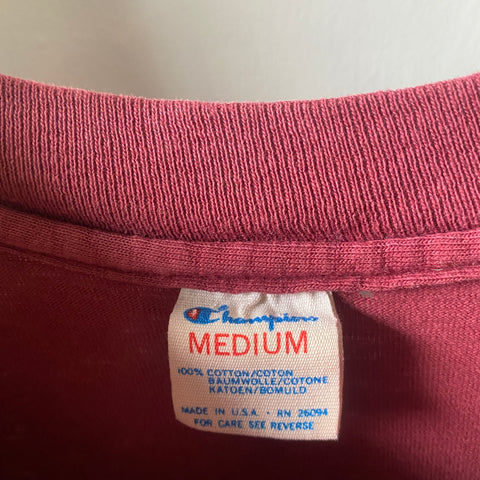 Champion
MEDIUM
100% COTTON/COTON
BAUMWOLLE/COTONE
KATOEN/BOMULD
MADE IN U.S.A. · RN 26094
FOR CARE SEE REVERSE